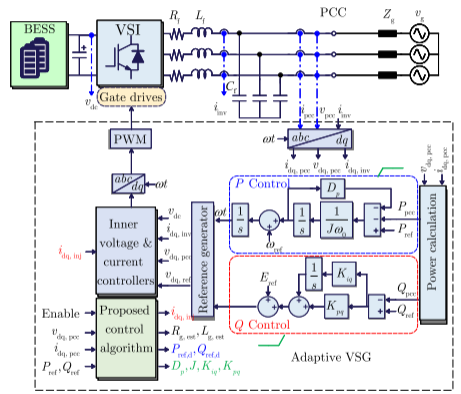 BESS
VSI
R_f
L_f
PCC
Z_g
v_g
Gate drives
v_dc
C_f
i_inv
i_pcc
v_pcc
i_inv
PWM
ωt
abc
dq
i_dq, pcc
v_dq, pcc
i_dq, inv
abc
dq
ωt
v_dq, pcc
i_dq, pcc
P Control
D_p
ωt
1/s
ω_ref
1/s
1/Jω_0
P_pcc
P_ref
Power calculation
Inner
voltage &
current
controllers
v_dc
i_dq, inv
v_dq, pcc
v_dq, ref
i_dq, inj
Reference generator
E_ref
1/s
K_iq
K_pq
Q_pcc
Q_ref
Q Control
Enable
v_dq, pcc
i_dq, pcc
P_ref, Q_ref
Proposed
control
algorithm
R_g, est, L_g, est
P_ref,d, Q_ref,d
D_p, J, K_iq, K_pq
Adaptive VSG